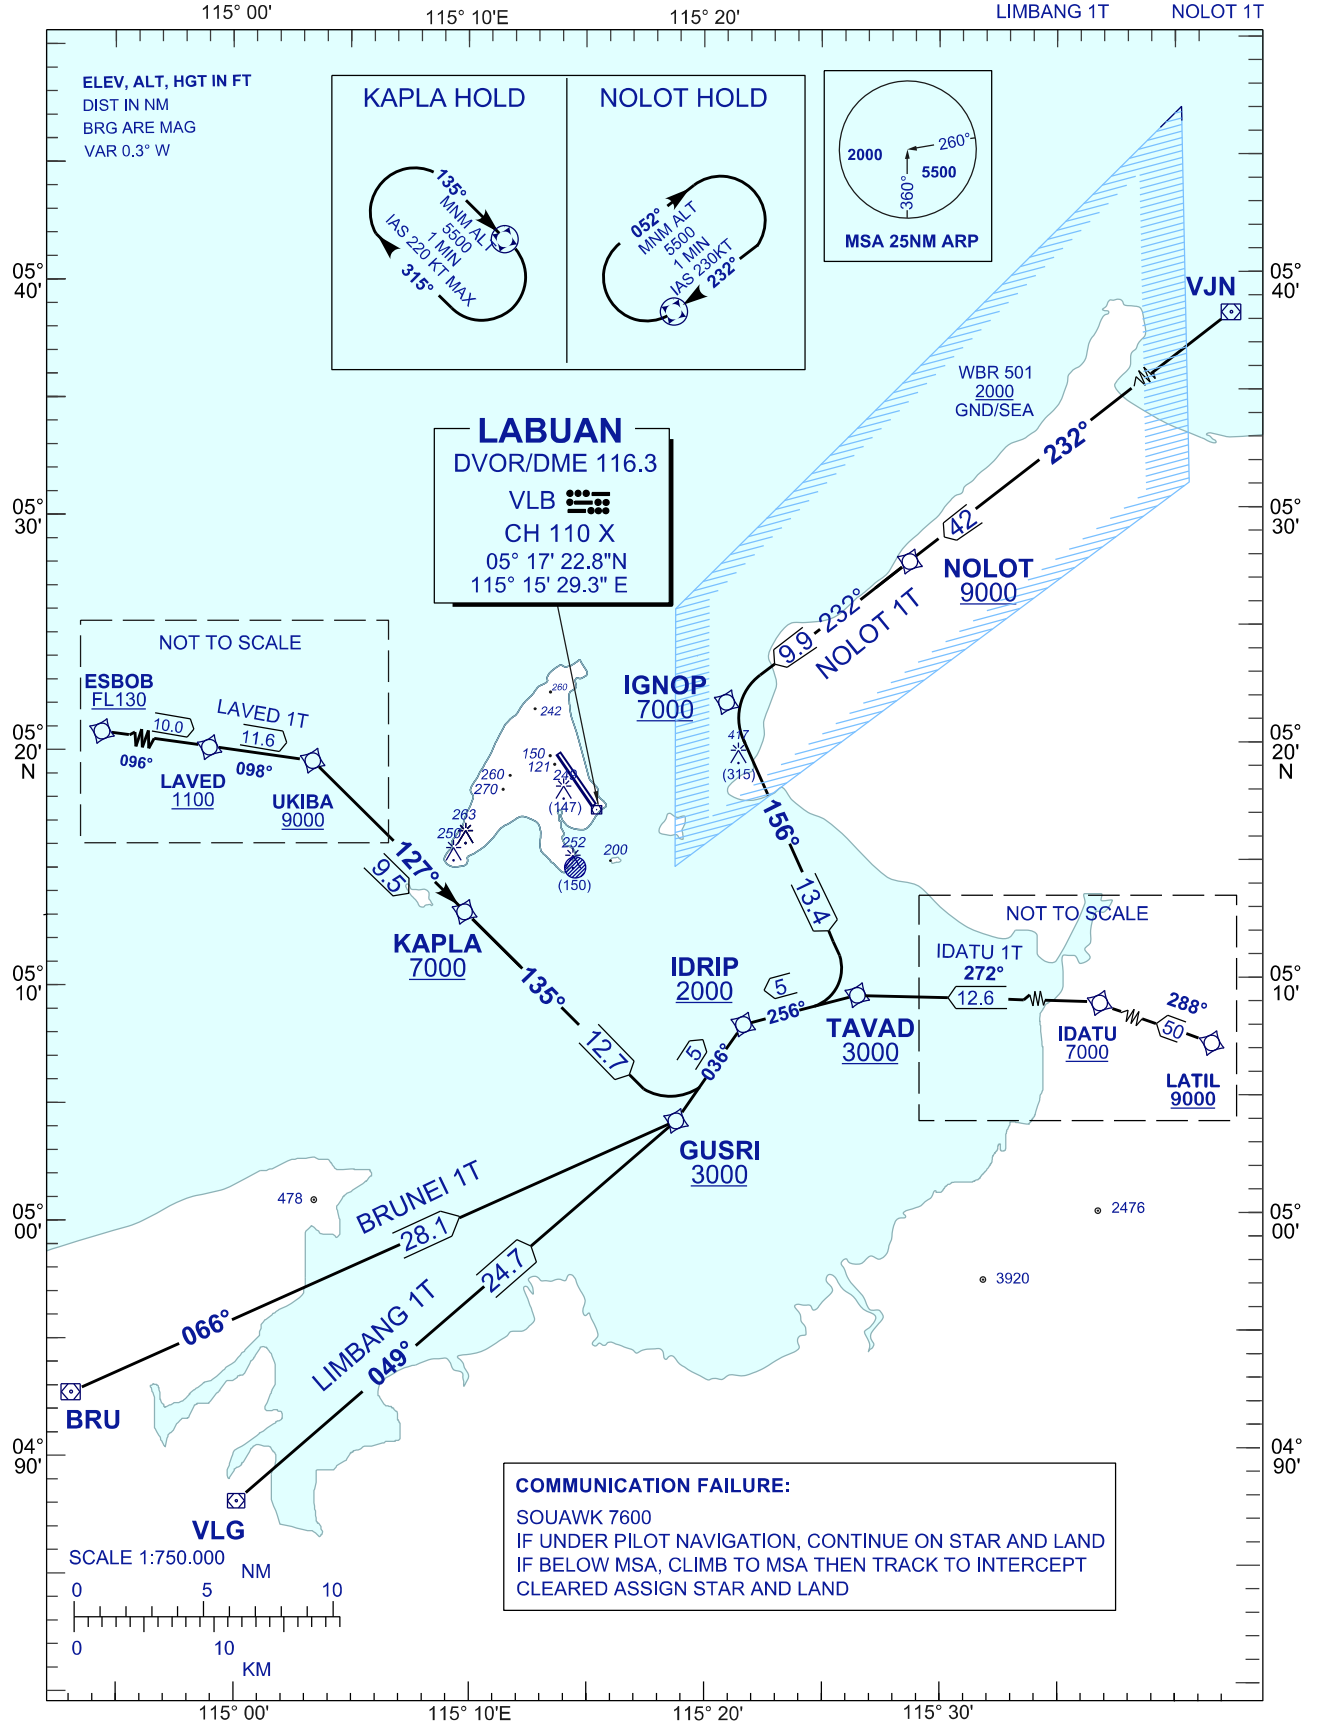 LIMBANG 1T
NOLOT 1T
115° 00'
115° 10'E
115° 20'
ELEV, ALT, HGT IN FT
DIST IN NM
BRG ARE MAG
VAR 0.3° W
KAPLA HOLD
135°
MNM ALT
5500
1 MIN
IAS 220 KT MAX
315°
NOLOT HOLD
052°
MNM ALT
5500
1 MIN
IAS 230KT
232°
2000
260°
5500
360°
MSA 25NM ARP
05°
40'
05°
40'
VJN
WBR 501
2000
GND/SEA
232°
LABUAN
DVOR/DME 116.3
VLB
CH 110 X
05° 17' 22.8"N
115° 15' 29.3" E
05°
30'
05°
30'
42
NOLOT
9000
232°
9.9
NOLOT 1T
NOT TO SCALE
ESBOB
FL130
LAVED 1T
10.0
11.6
096°
098°
LAVED
1100
UKIBA
9000
05°
20'
N
05°
20'
N
IGNOP
7000
417
(315)
260
242
150
121
249
260
270
(147)
263
250
252
200
(150)
156°
127°
9.5
13.4
KAPLA
7000
NOT TO SCALE
IDATU 1T
272°
12.6
288°
50
IDATU
7000
LATIL
9000
05°
10'
05°
10'
IDRIP
2000
5
256°
TAVAD
3000
135°
12.7
5
036°
GUSRI
3000
478
BRUNEI 1T
28.1
2476
05°
00'
05°
00'
3920
24.7
LIMBANG 1T
066°
049°
BRU
04°
90'
04°
90'
VLG
COMMUNICATION FAILURE:
SOUAWK 7600
IF UNDER PILOT NAVIGATION, CONTINUE ON STAR AND LAND
IF BELOW MSA, CLIMB TO MSA THEN TRACK TO INTERCEPT
CLEARED ASSIGN STAR AND LAND
SCALE 1:750.000
NM
0 5 10
0 10
KM
115° 00'
115° 10'E
115° 20'
115° 30'